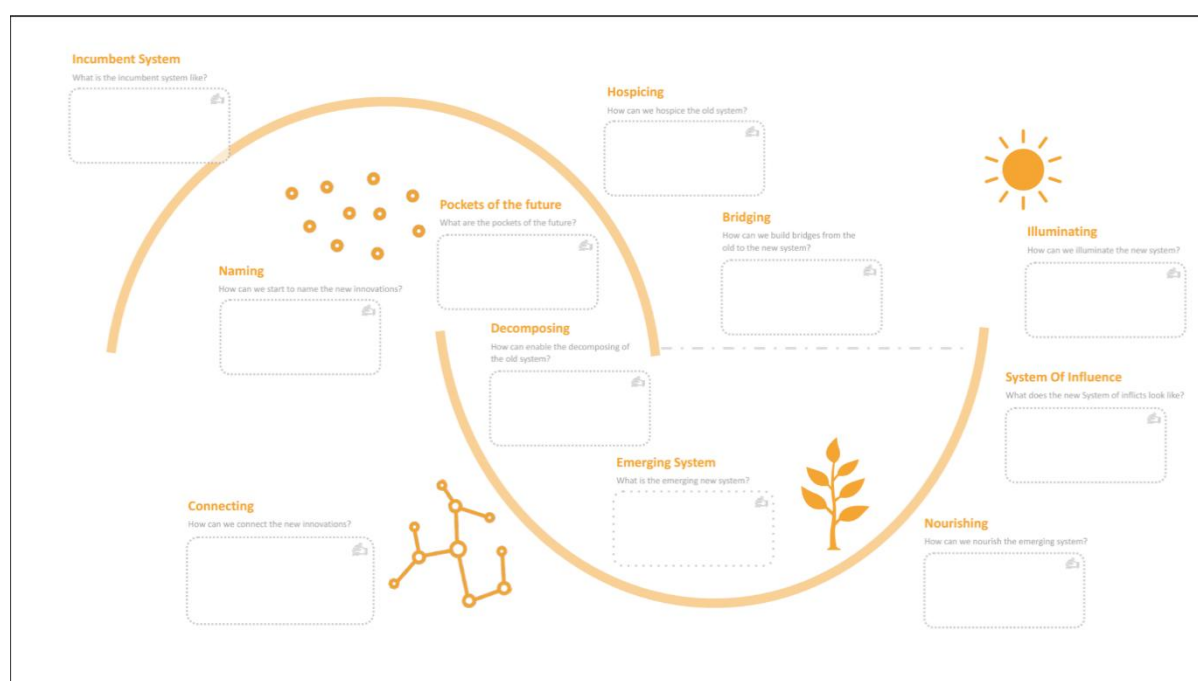 Incumbent System
What is the incumbent system like?
Hospicing
How can we hospice the old system?
Pockets of the future
What are the pockets of the future?
Bridging
How can we build bridges from the
old to the new system?
Illuminating
How can we illuminate the new system?
Naming
How can we start to name the new innovations?
Decomposing
How can enable the decomposing of
the old system?
System Of Influence
What does the new System of inflicts look like?
Emerging System
What is the emerging new system?
Connecting
How can we connect the new innovations?
Nourishing
How can we nourish the emerging system?